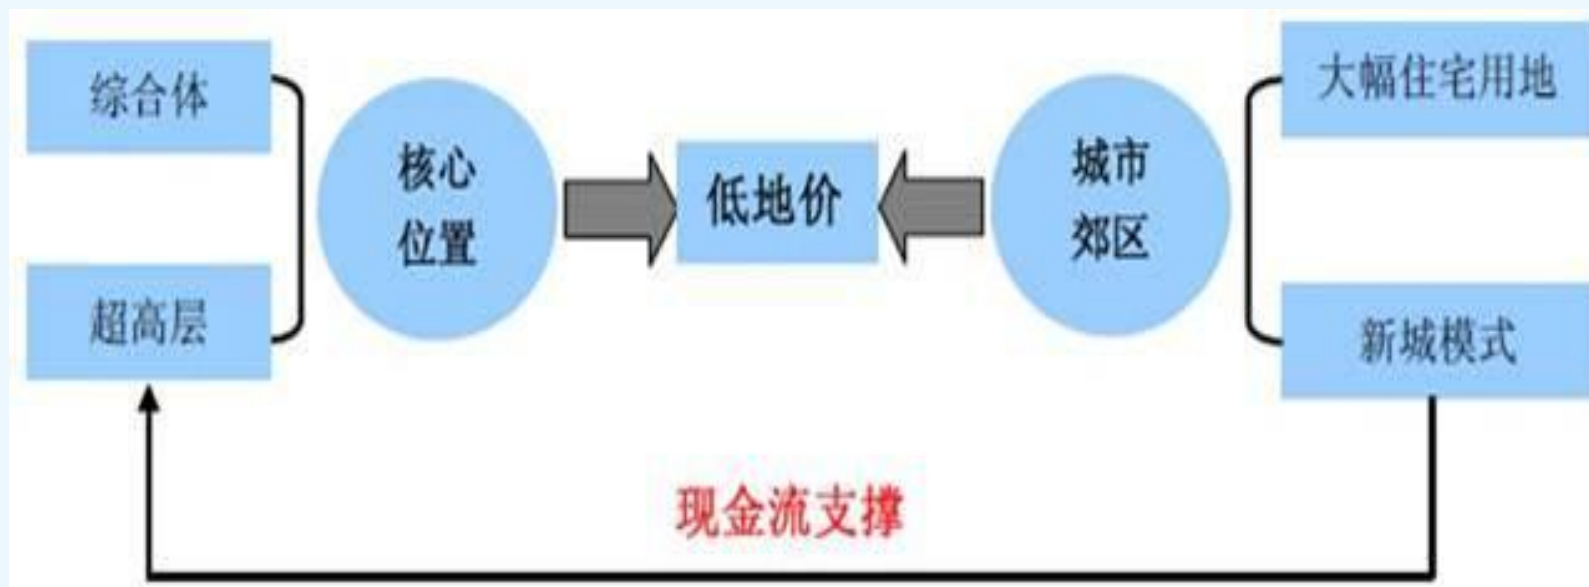 综合体
超高层
核心
位置
低地价
城市
郊区
大幅住宅用地
新城模式
现金流支撑